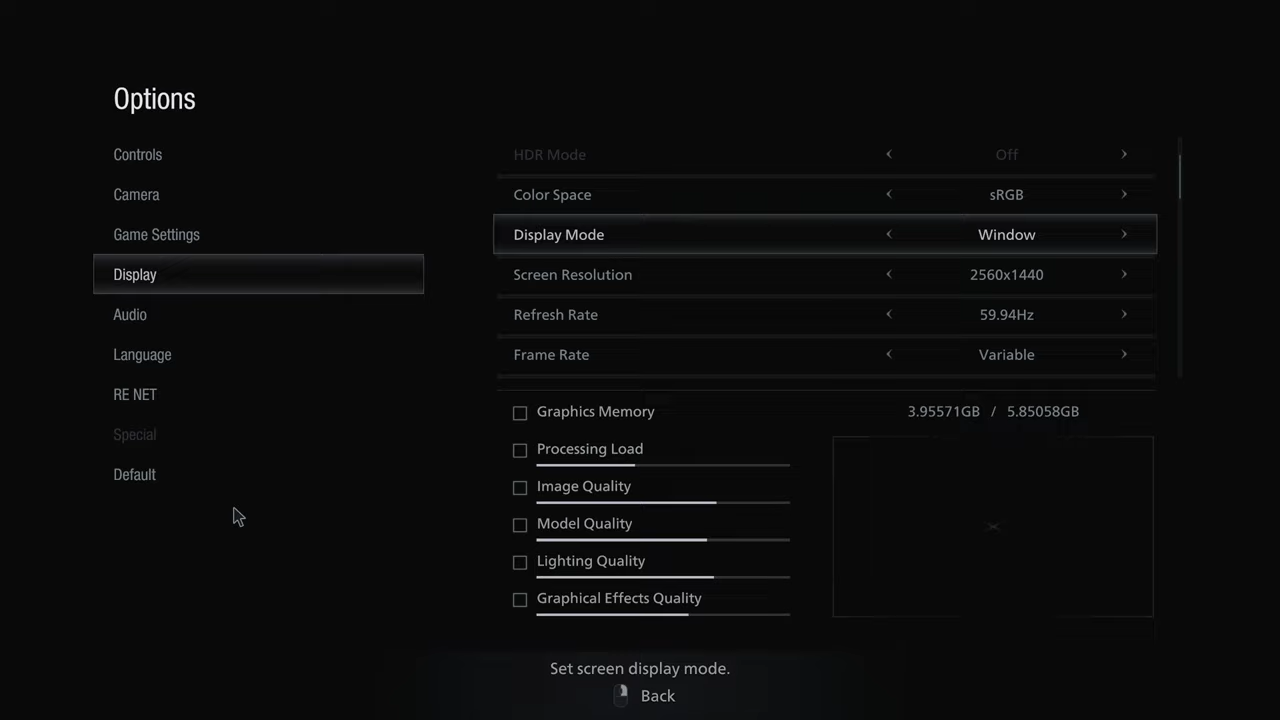 Options
Controls
Camera
Game Settings
Display
Audio
Language
RE NET
Special
Default
HDR Mode Off
Color Space sRGB
Display Mode Window
Screen Resolution 2560x1440
Refresh Rate 59.94Hz
Frame Rate Variable
Graphics Memory 3.95571GB / 5.85058GB
Processing Load
Image Quality
Model Quality
Lighting Quality
Graphical Effects Quality
Set screen display mode.
Back